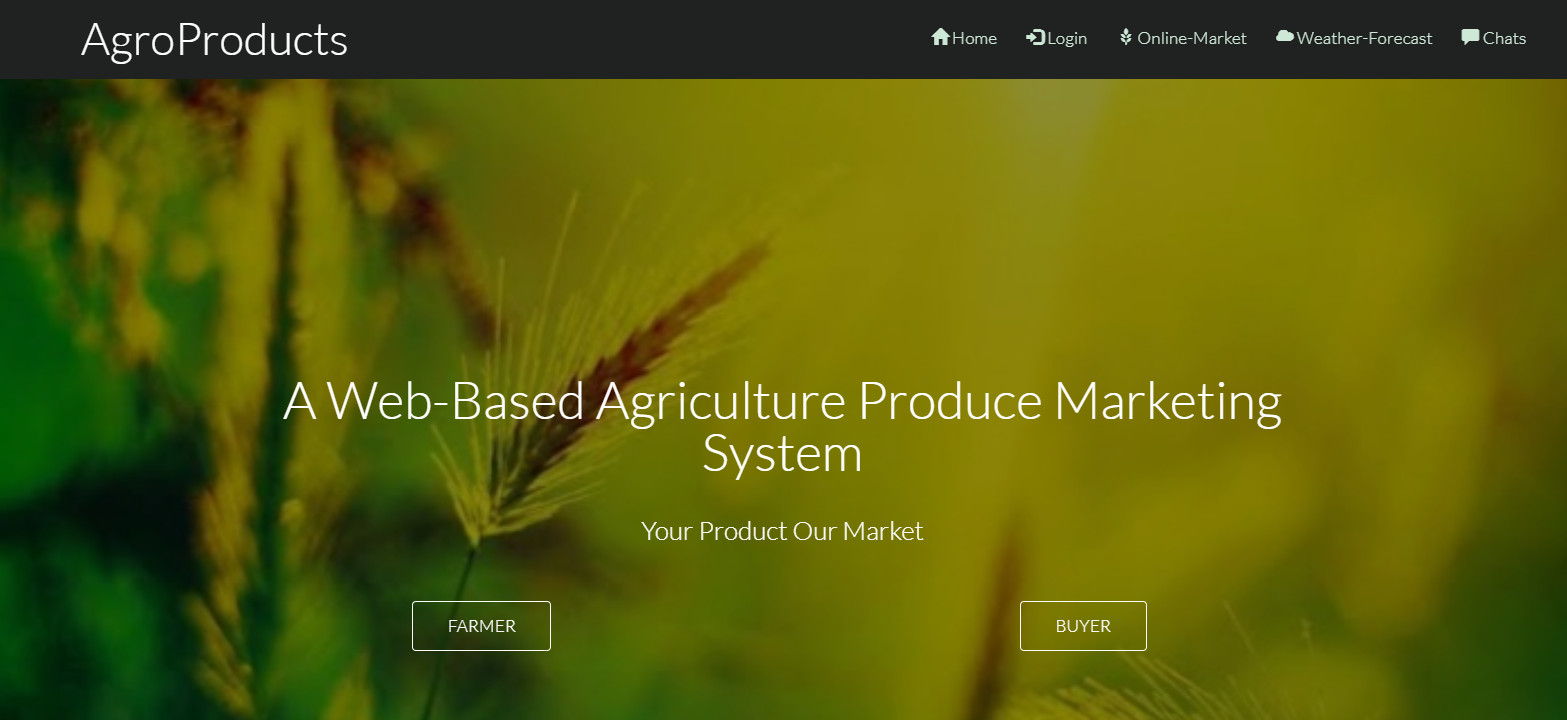 AgroProducts
Home Login Online-Market Weather-Forecast Chats
A Web-Based Agriculture Produce Marketing
System
Your Product Our Market
FARMER BUYER